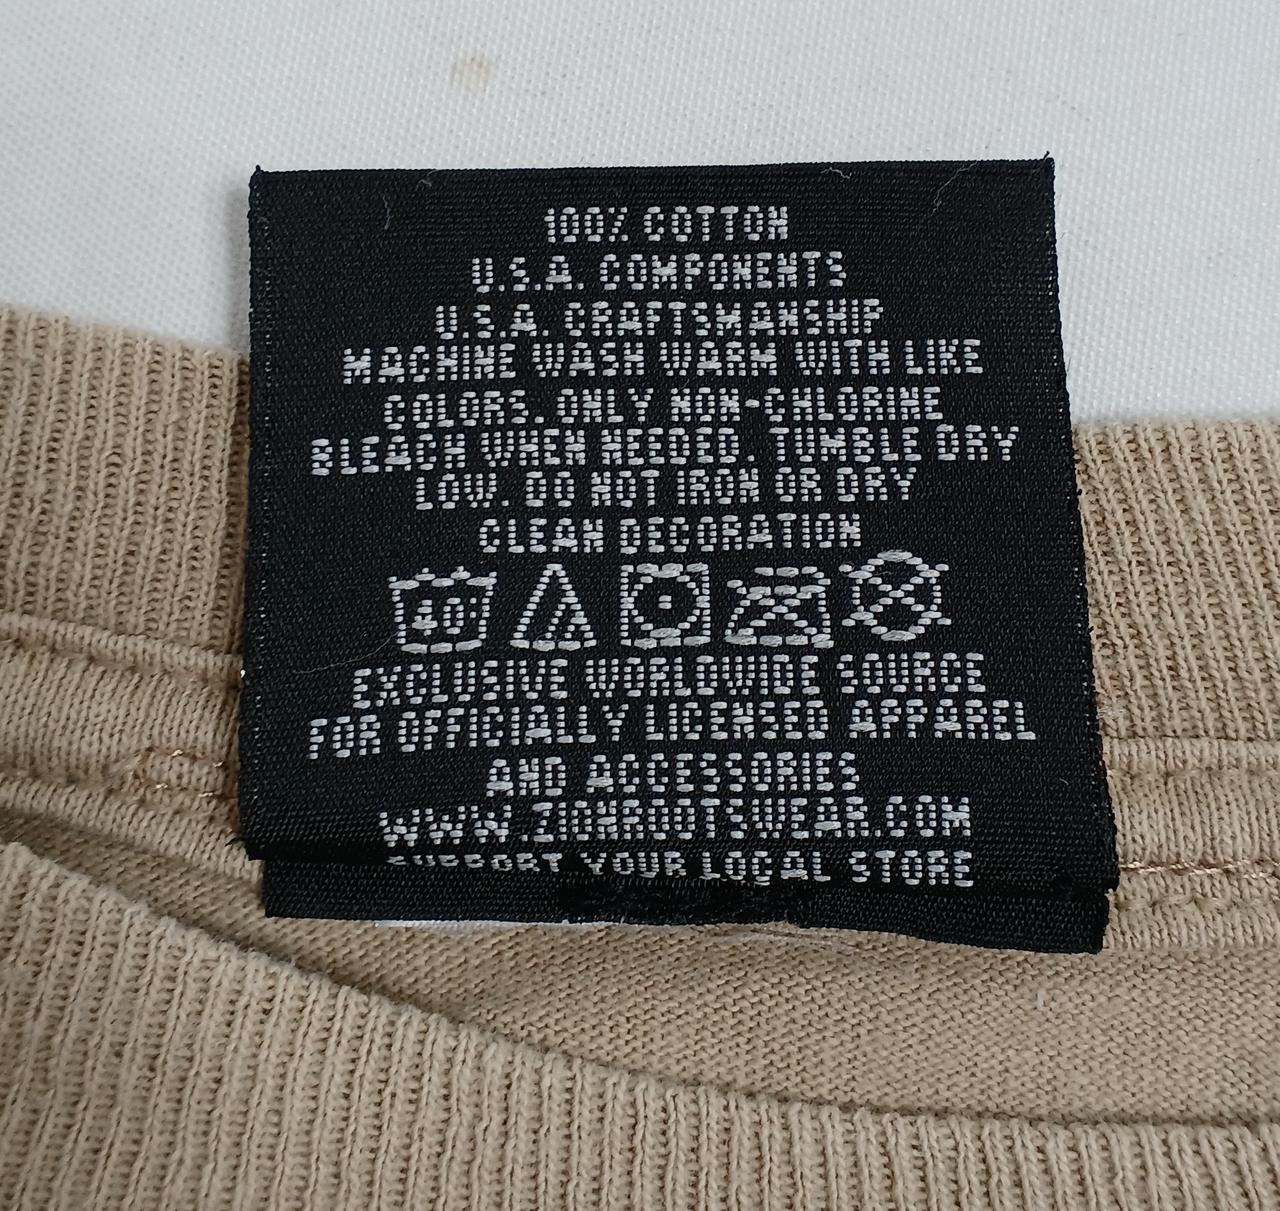 100% COTTON
U.S.A. COMPONENTS
U.S.A. CRAFTSMANSHIP
MACHINE WASH WARM WITH LIKE
COLORS. ONLY NON-CHLORINE
BLEACH WHEN NEEDED. TUMBLE DRY
LOW. DO NOT IRON OR DRY
CLEAN DECORATION
40°
EXCLUSIVE WORLDWIDE SOURCE
FOR OFFICIALLY LICENSED APPAREL
AND ACCESSORIES
WWW.ZIONROOTSWEAR.COM
SUPPORT YOUR LOCAL STORE